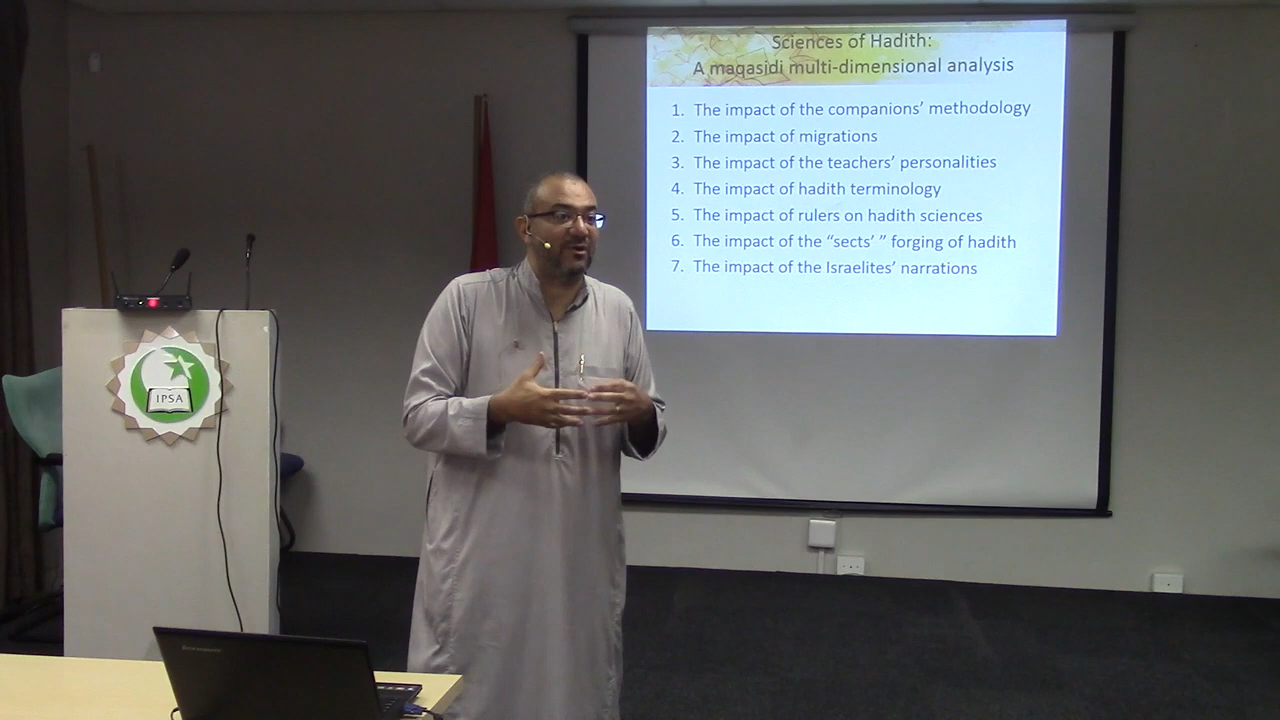 Sciences of Hadith:
A maqasidi multi-dimensional analysis
1. The impact of the companions’ methodology
2. The impact of migrations
3. The impact of the teachers’ personalities
4. The impact of hadith terminology
5. The impact of rulers on hadith sciences
6. The impact of the “sects’ ” forging of hadith
7. The impact of the Israelites’ narrations
IPSA